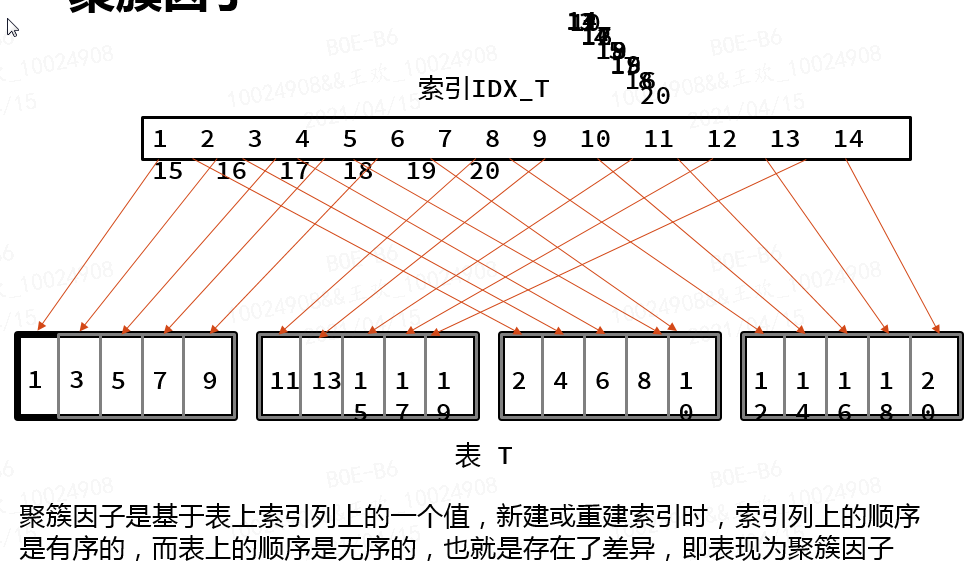 聚簇因子
20
索引IDX_T
1 2 3 4 5 6 7 8 9 10 11 12 13 14
15 16 17 18 19 20
1 3 5 7 9 11 13 15 17 19 2 4 6 8 10 12 14 16 18 20
表 T
聚簇因子是基于表上索引列上的一个值，新建或重建索引时，索引列上的顺序
是有序的，而表上的顺序是无序的，也就是存在了差异，即表现为聚簇因子
BOE-B6
10024908&&王欢_10024908
2021/04/15